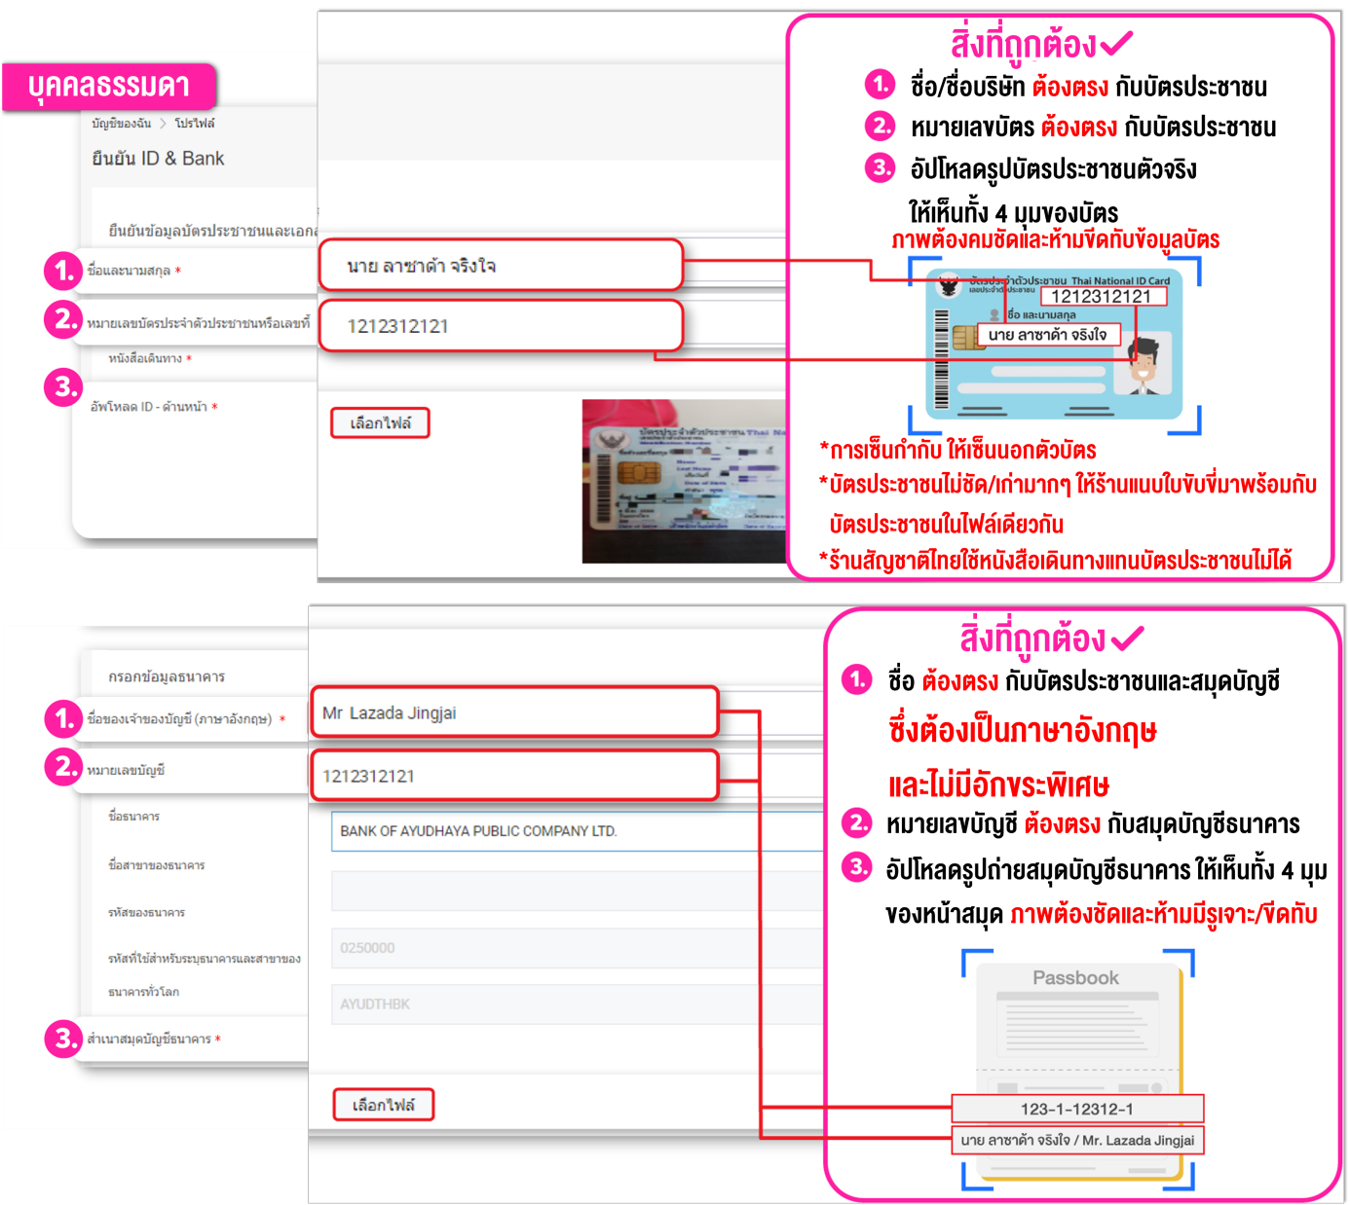 บุคคลธรรมดา
บัญชีของฉัน > โปรไฟล์
ยืนยัน ID & Bank
ยืนยันข้อมูลบัตรประชาชนและเอก
1. ชื่อและนามสกุล *
นาย ลาซาด้า จริงใจ
2. หมายเลขบัตรประจำตัวประชาชนหรือเลขที่
หนังสือเดินทาง *
1212312121
3. อัพโหลด ID - ด้านหน้า *
เลือกไฟล์
บัตรประจำตัวประชาชน Thai Na
สิ่งที่ถูกต้อง ✓
1. ชื่อ/ชื่อบริษัท ต้องตรง กับบัตรประชาชน
2. หมายเลขบัตร ต้องตรง กับบัตรประชาชน
3. อัปโหลดรูปบัตรประชาชนตัวจริง
ให้เห็นทั้ง 4 มุมของบัตร
ภาพต้องคมชัดและห้ามขีดทับข้อมูลบัตร
บัตรประจำตัวประชาชน Thai National ID Card
เลขประจำตัวประชาชน
1212312121
ชื่อ และนามสกุล
นาย ลาซาด้า จริงใจ
*การเซ็นกำกับ ให้เซ็นนอกตัวบัตร
*บัตรประชาชนไม่ชัด/เก่ามากๆ ให้ร้านแนบใบขับขี่มาพร้อมกับ
บัตรประชาชนในไฟล์เดียวกัน
*ร้านสัญชาติไทยใช้หนังสือเดินทางแทนบัตรประชาชนไม่ได้
กรอกข้อมูลธนาคาร
1. ชื่อของเจ้าของบัญชี (ภาษาอังกฤษ) *
Mr Lazada Jingjai
2. หมายเลขบัญชี
1212312121
ชื่อธนาคาร
BANK OF AYUDHAYA PUBLIC COMPANY LTD.
ชื่อสาขาของธนาคาร
รหัสของธนาคาร
0250000
รหัสที่ใช้สำหรับระบุธนาคารและสาขาของ
ธนาคารทั่วโลก
AYUDTHBK
3. สำเนาสมุดบัญชีธนาคาร *
เลือกไฟล์
สิ่งที่ถูกต้อง ✓
1. ชื่อ ต้องตรง กับบัตรประชาชนและสมุดบัญชี
ซึ่งต้องเป็นภาษาอังกฤษ
และไม่มีอักขระพิเศษ
2. หมายเลขบัญชี ต้องตรง กับสมุดบัญชีธนาคาร
3. อัปโหลดรูปถ่ายสมุดบัญชีธนาคาร ให้เห็นทั้ง 4 มุม
ของหน้าสมุด ภาพต้องชัดและห้ามมีรูเจาะ/ขีดทับ
Passbook
123-1-12312-1
นาย ลาซาด้า จริงใจ / Mr. Lazada Jingjai